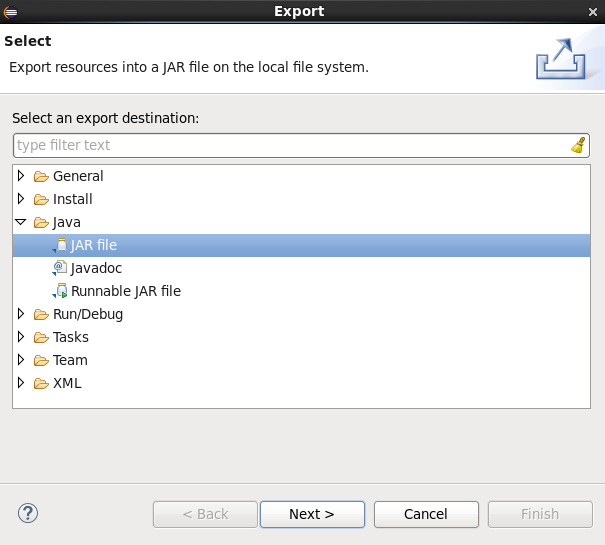 Export
Select
Export resources into a JAR file on the local file system.
Select an export destination:
type filter text
General
Install
Java
JAR file
Javadoc
Runnable JAR file
Run/Debug
Tasks
Team
XML
? < Back Next > Cancel Finish